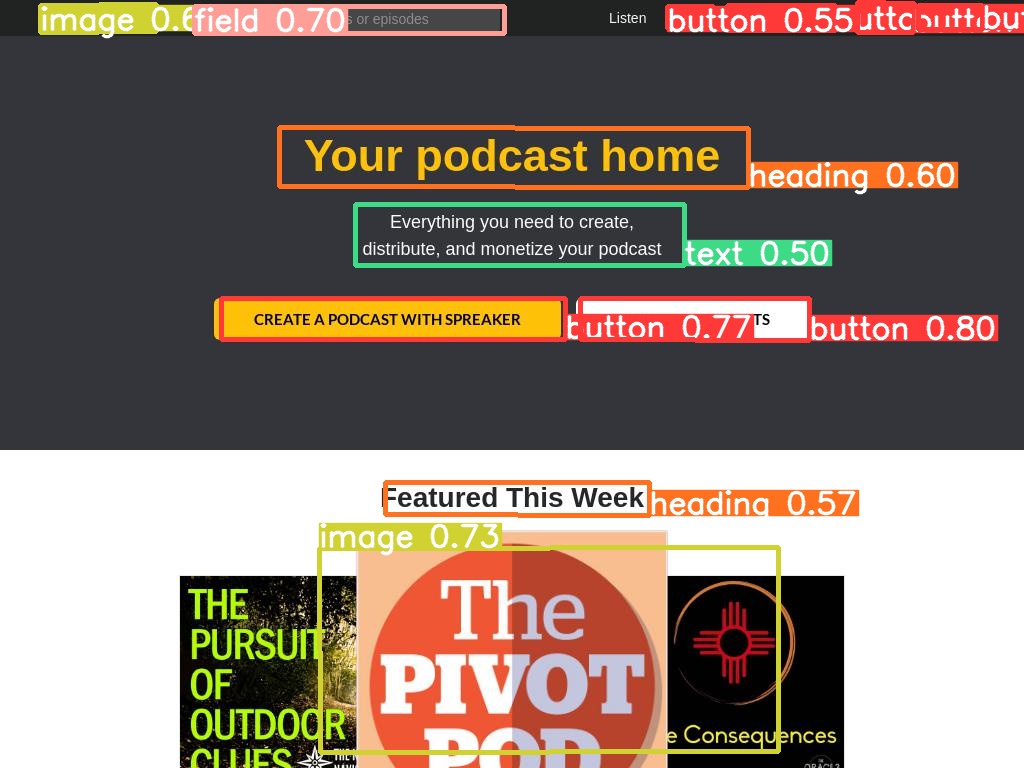 image 0.6
field 0.70
s or episodes
Listen
button 0.55
Your podcast home
heading 0.60
Everything you need to create,
distribute, and monetize your podcast
text 0.50
CREATE A PODCAST WITH SPREAKER
button 0.77
TS
button 0.80
Featured This Week
heading 0.57
image 0.73
THE
PURSUIT
OF
OUTDOOR
CLUES
The
PIVOT
POD
e Consequences